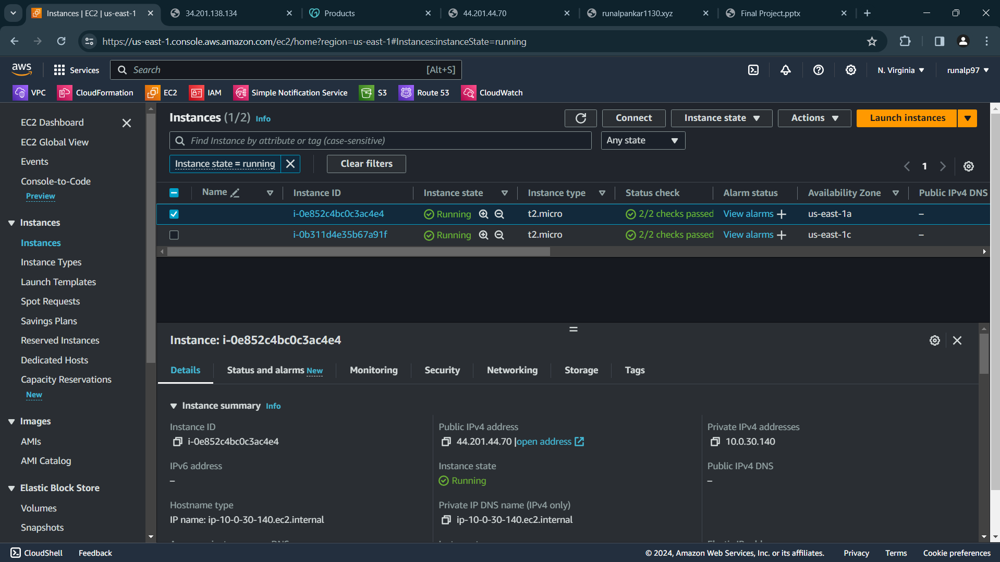 Instances | EC2 | us-east-1
34.201.138.134
Products
44.201.44.70
runalpankar1130.xyz
Final Project.pptx
https://us-east-1.console.aws.amazon.com/ec2/home?region=us-east-1#Instances:instanceState=running
aws
Services
Search
[Alt+S]
N. Virginia
runalp97
VPC
CloudFormation
EC2
IAM
Simple Notification Service
S3
Route 53
CloudWatch
EC2 Dashboard
EC2 Global View
Events
Console-to-Code
Preview
Instances
Instances
Instance Types
Launch Templates
Spot Requests
Savings Plans
Reserved Instances
Dedicated Hosts
Capacity Reservations
New
Images
AMIs
AMI Catalog
Elastic Block Store
Volumes
Snapshots
Instances (1/2) Info
Connect
Instance state
Actions
Launch instances
Find Instance by attribute or tag (case-sensitive)
Any state
Instance state = running
Clear filters
1
Name Instance ID Instance state Instance type Status check Alarm status Availability Zone Public IPv4 DNS
i-0e852c4bc0c3ac4e4 Running t2.micro 2/2 checks passed View alarms + us-east-1a –
i-0b311d4e35b67a91f Running t2.micro 2/2 checks passed View alarms + us-east-1c –
Instance: i-0e852c4bc0c3ac4e4
Details
Status and alarms New
Monitoring
Security
Networking
Storage
Tags
Instance summary Info
Instance ID
i-0e852c4bc0c3ac4e4
Public IPv4 address
44.201.44.70 |open address
Private IPv4 addresses
10.0.30.140
IPv6 address
–
Instance state
Running
Public IPv4 DNS
–
Hostname type
IP name: ip-10-0-30-140.ec2.internal
Private IP DNS name (IPv4 only)
ip-10-0-30-140.ec2.internal
CloudShell
Feedback
© 2024, Amazon Web Services, Inc. or its affiliates.
Privacy
Terms
Cookie preferences